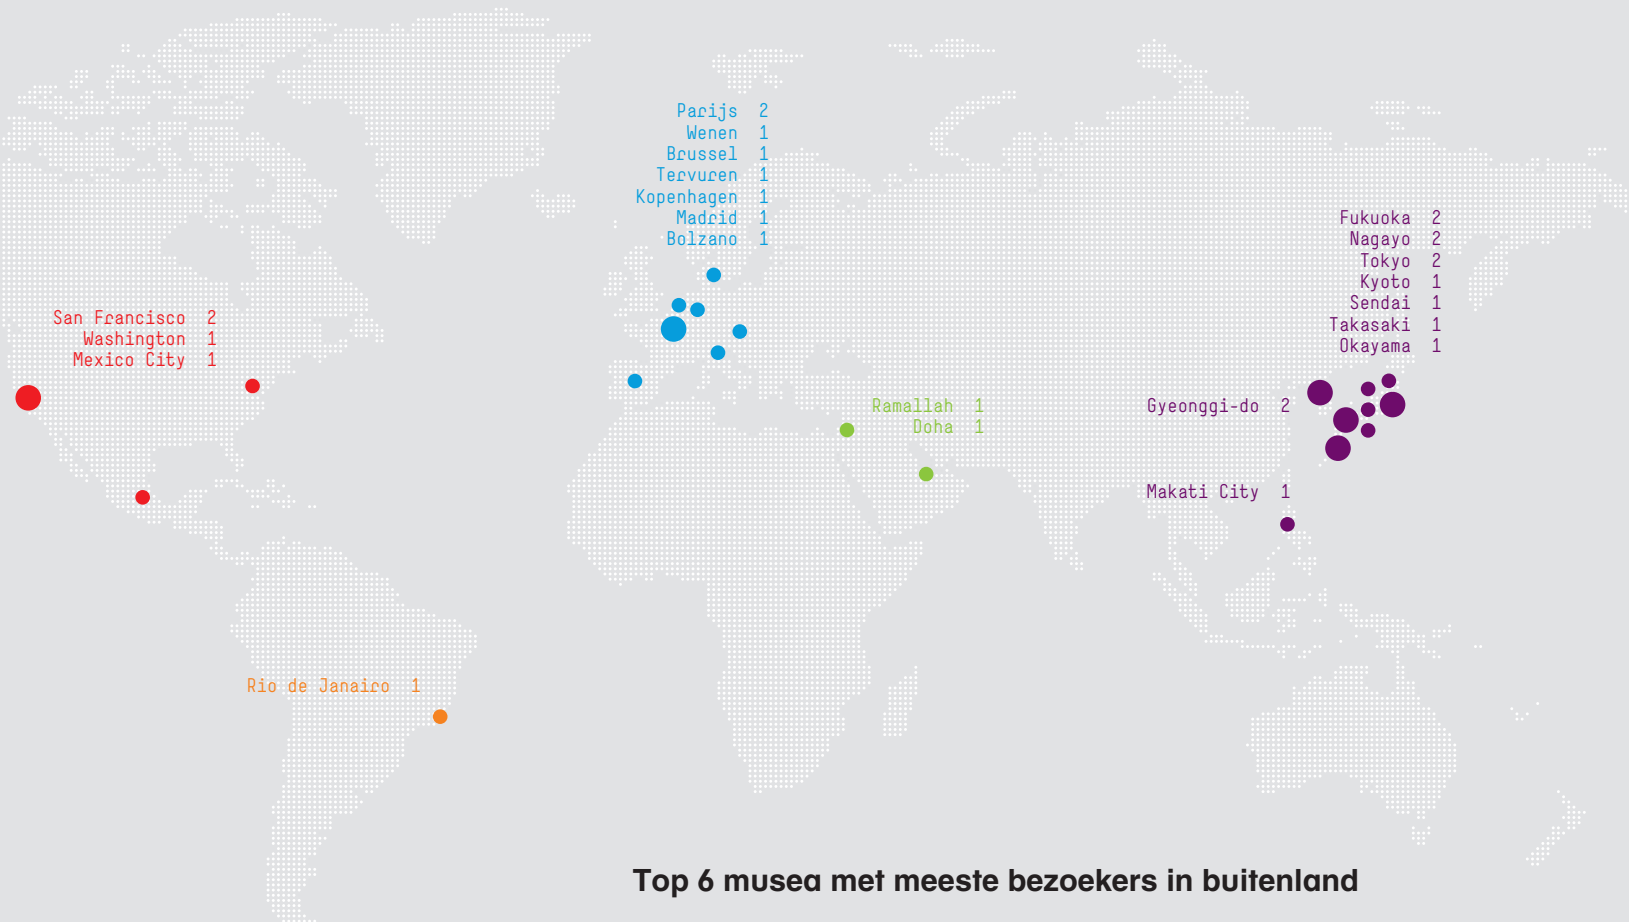 Parijs 2
Wenen 1
Brussel 1
Tervuren 1
Kopenhagen 1
Madrid 1
Bolzano 1
Fukuoka 2
Nagayo 2
Tokyo 2
Kyoto 1
Sendai 1
Takasaki 1
Okayama 1
San Francisco 2
Washington 1
Mexico City 1
Ramallah 1
Doha 1
Gyeonggi-do 2
Makati City 1
Rio de Janairo 1
Top 6 musea met meeste bezoekers in buitenland